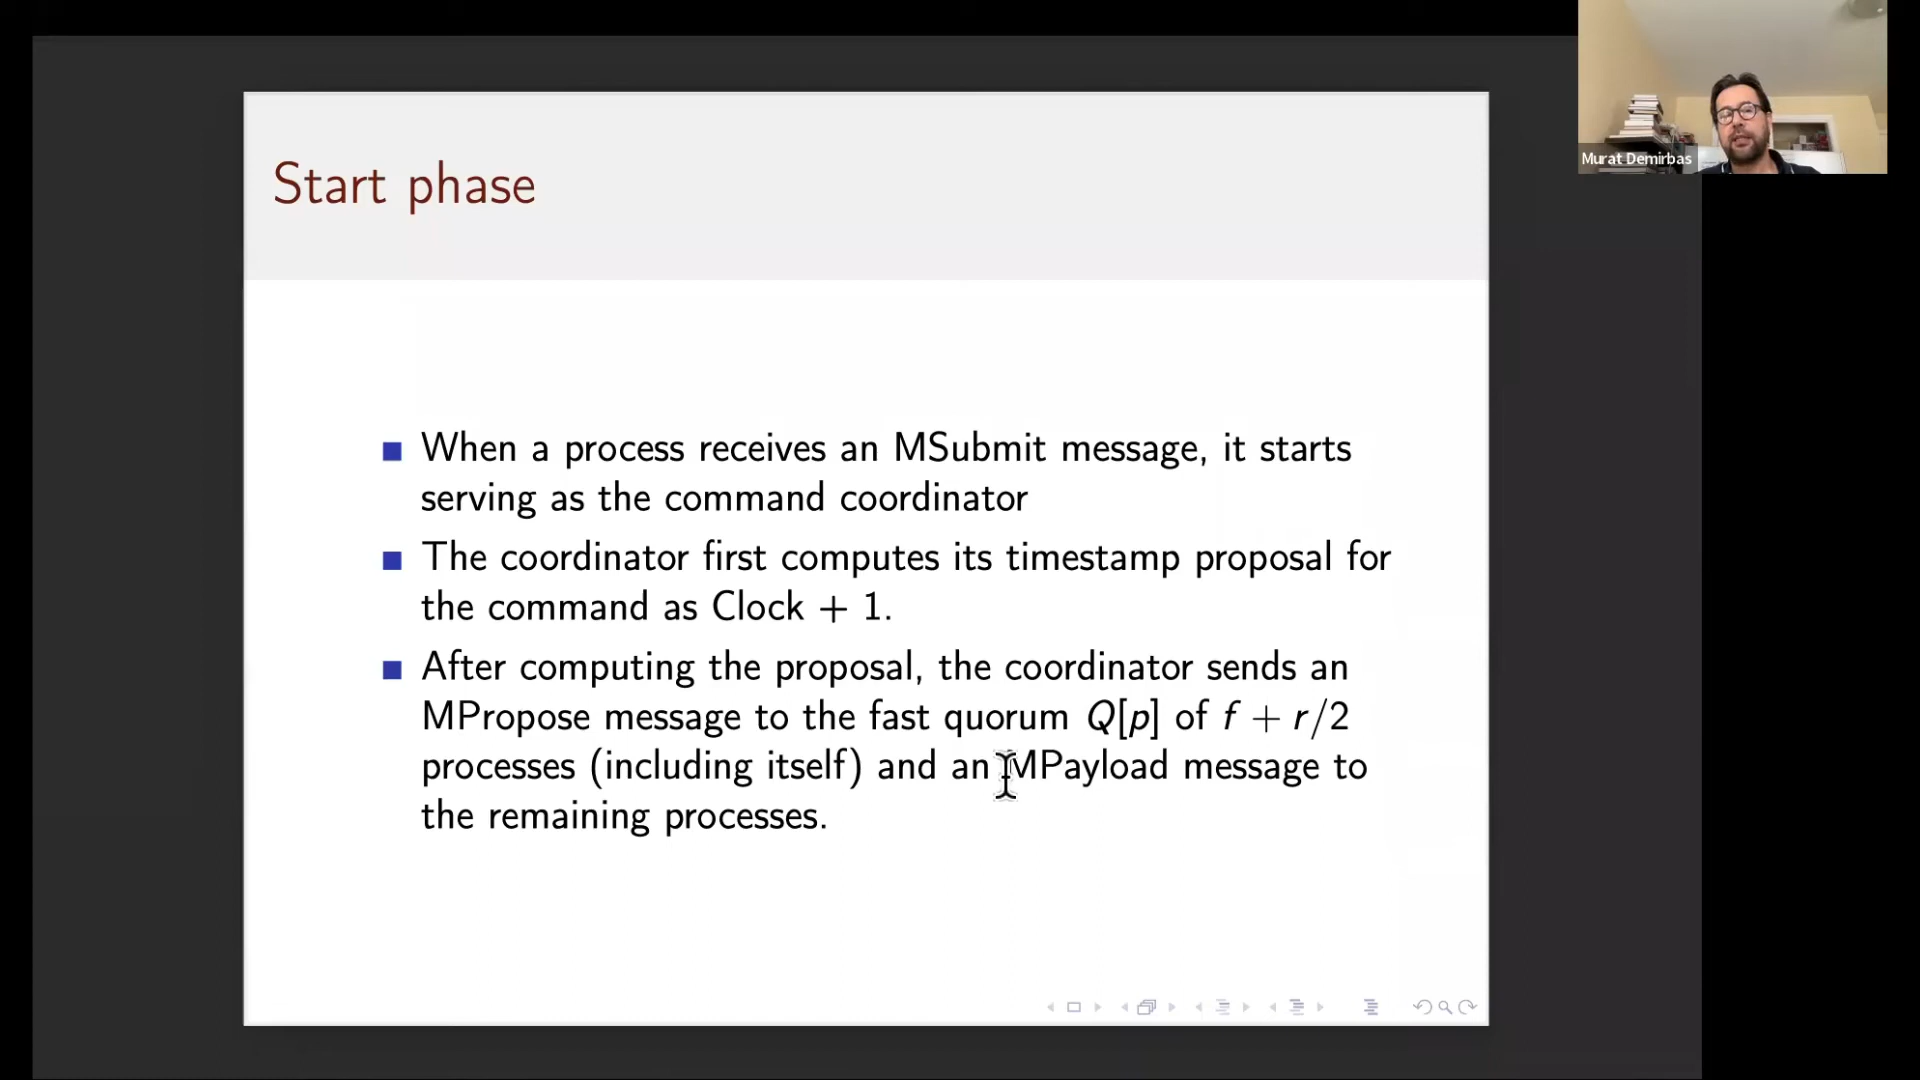 Start phase
When a process receives an MSubmit message, it starts
serving as the command coordinator
The coordinator first computes its timestamp proposal for
the command as Clock + 1.
After computing the proposal, the coordinator sends an
MPropose message to the fast quorum Q[p] of f + r/2
processes (including itself) and an MPayload message to
the remaining processes.
Murat Demirbas